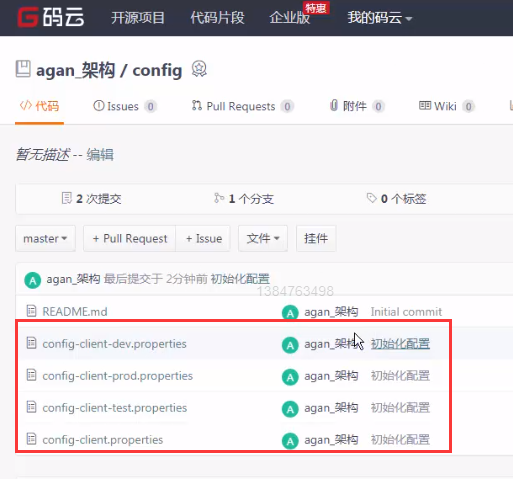 码云 开源项目 代码片段 企业版 特惠 我的码云
agan_架构 / config
</> 代码 Issues 0 Pull Requests 0 附件 0 Wiki 0
暂无描述 -- 编辑
2 次提交 1 个分支 0 个标签
master + Pull Request + Issue 文件 挂件
A agan_架构 最后提交于 2分钟前 初始化配置
1384763498
README.md A agan_架构 Initial commit
config-client-dev.properties A agan_架构 初始化配置
config-client-prod.properties A agan_架构 初始化配置
config-client-test.properties A agan_架构 初始化配置
config-client.properties A agan_架构 初始化配置